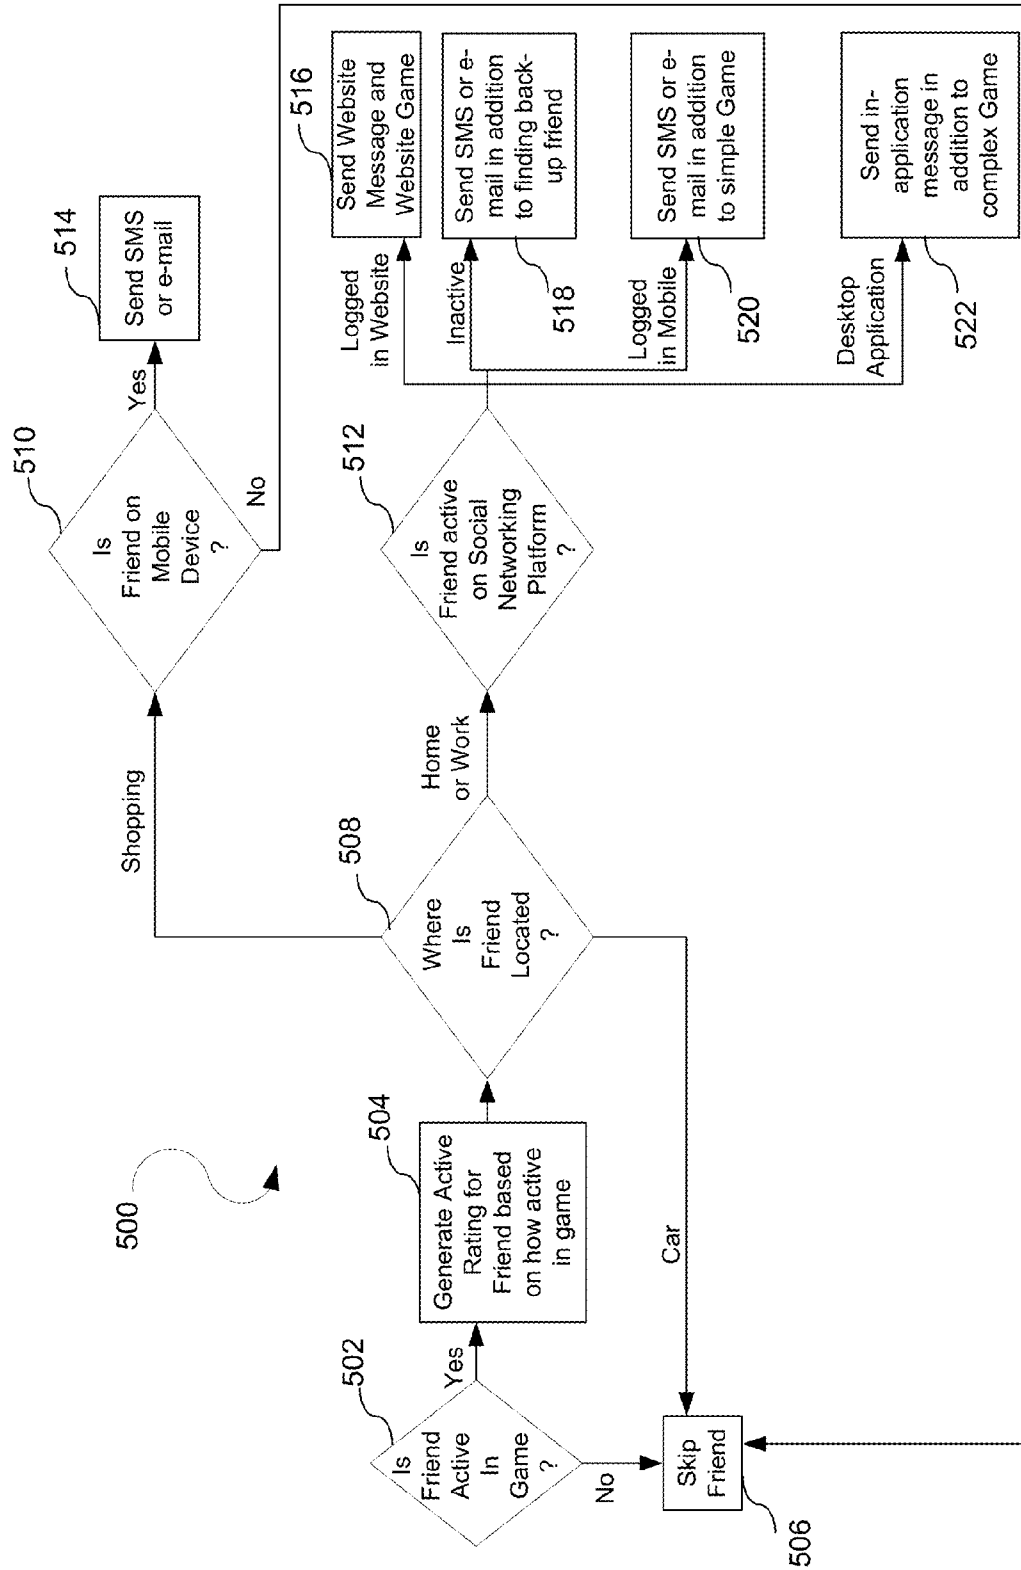 500
502
Is
Friend
Active
In
Game
?
Yes
No
504
Generate Active
Rating for
Friend based
on how active
in game
Skip
Friend
506
508
Where
Is
Friend
Located
?
Shopping
Home
or Work
Car
510
Is
Friend on
Mobile
Device
?
Yes
No
514
Send SMS
or e-mail
512
Is
Friend active
on Social
Networking
Platform
?
Logged
in Website
516
Send Website
Message and
Website Game
Inactive
Send SMS or e-
mail in addition
to finding back-
up friend
518
Logged
in Mobile
Send SMS or e-
mail in addition
to simple Game
520
Desktop
Application
Send in-
application
message in
addition to
complex Game
522